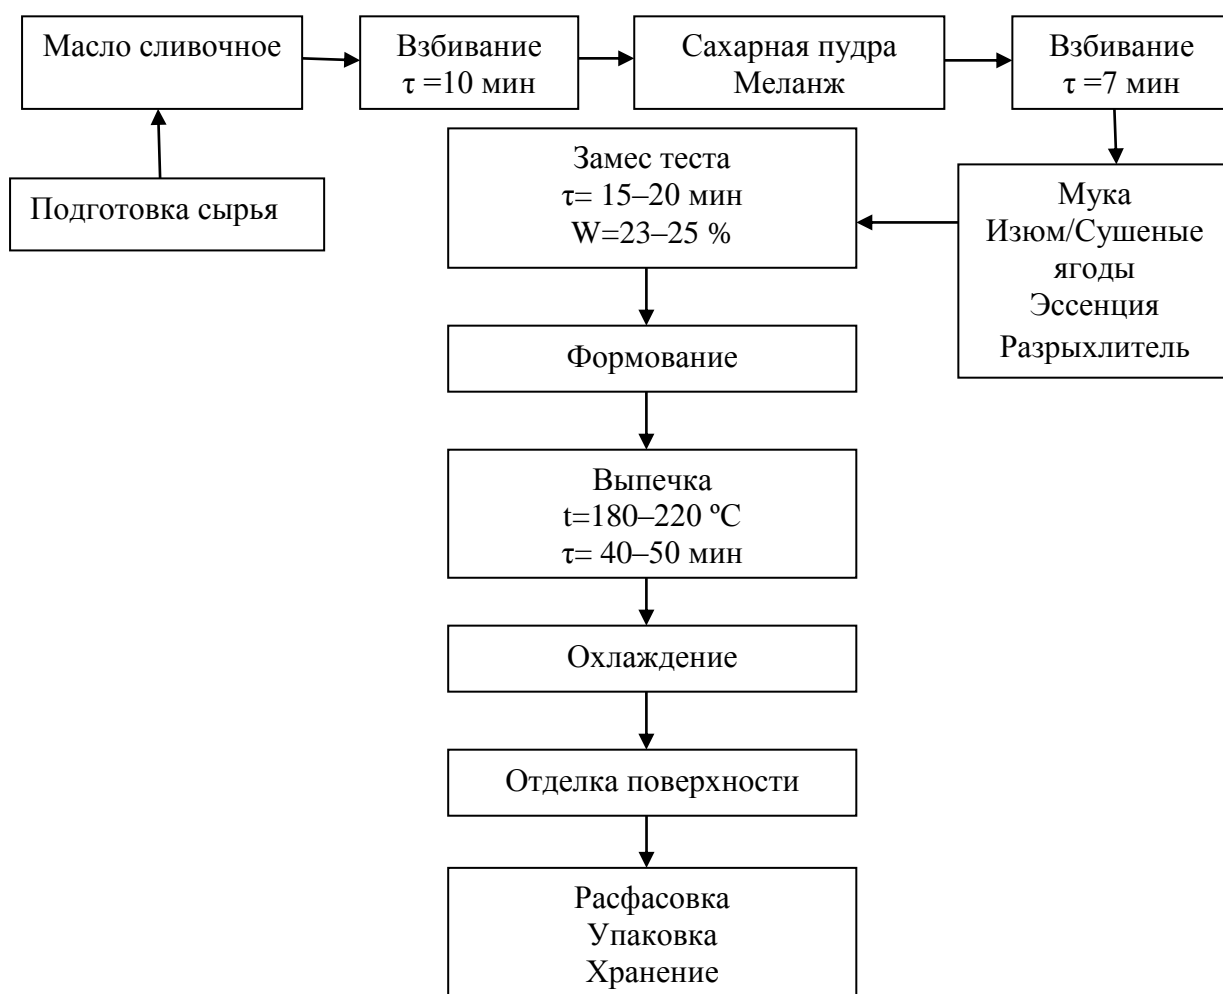 Подготовка сырья
Масло сливочное
Взбивание
τ =10 мин
Сахарная пудра
Меланж
Взбивание
τ =7 мин
Мука
Изюм/Сушеные
ягоды
Эссенция
Разрыхлитель
Замес теста
τ= 15–20 мин
W=23–25 %
Формование
Выпечка
t=180–220 ºС
τ= 40–50 мин
Охлаждение
Отделка поверхности
Расфасовка
Упаковка
Хранение